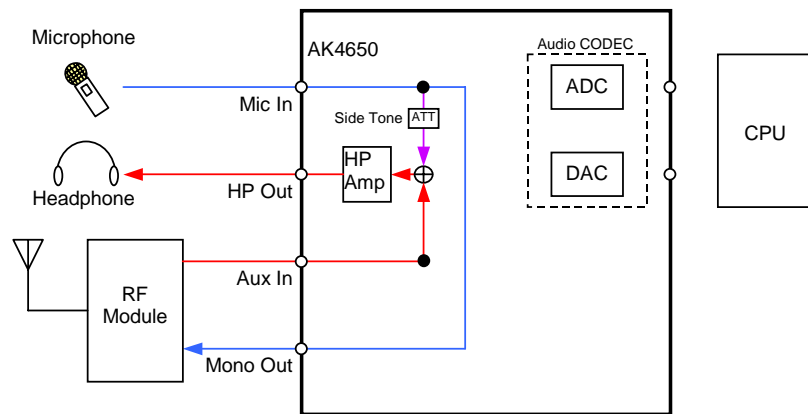 Microphone
AK4650
Audio CODEC
ADC
Mic In
Side Tone
ATT
CPU
HP
Amp
DAC
Headphone
HP Out
Aux In
RF
Module
Mono Out